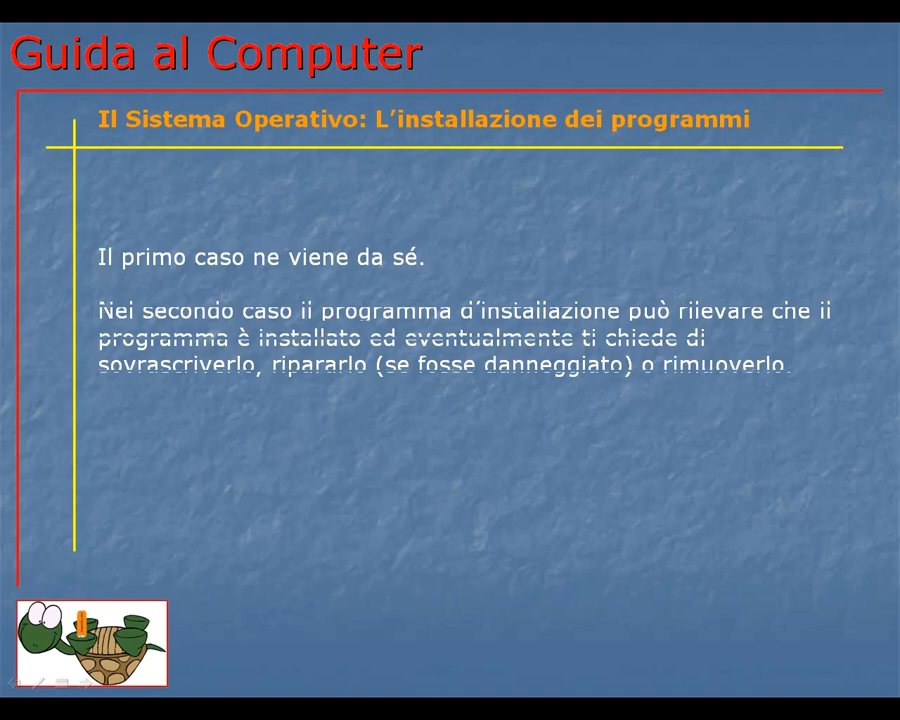 Guida al Computer
Il Sistema Operativo: L’installazione dei programmi
Il primo caso ne viene da sé.
Nel secondo caso il programma d’installazione può rilevare che il
programma è installato ed eventualmente ti chiede di
sovrascriverlo, ripararlo (se fosse danneggiato) o rimuoverlo.